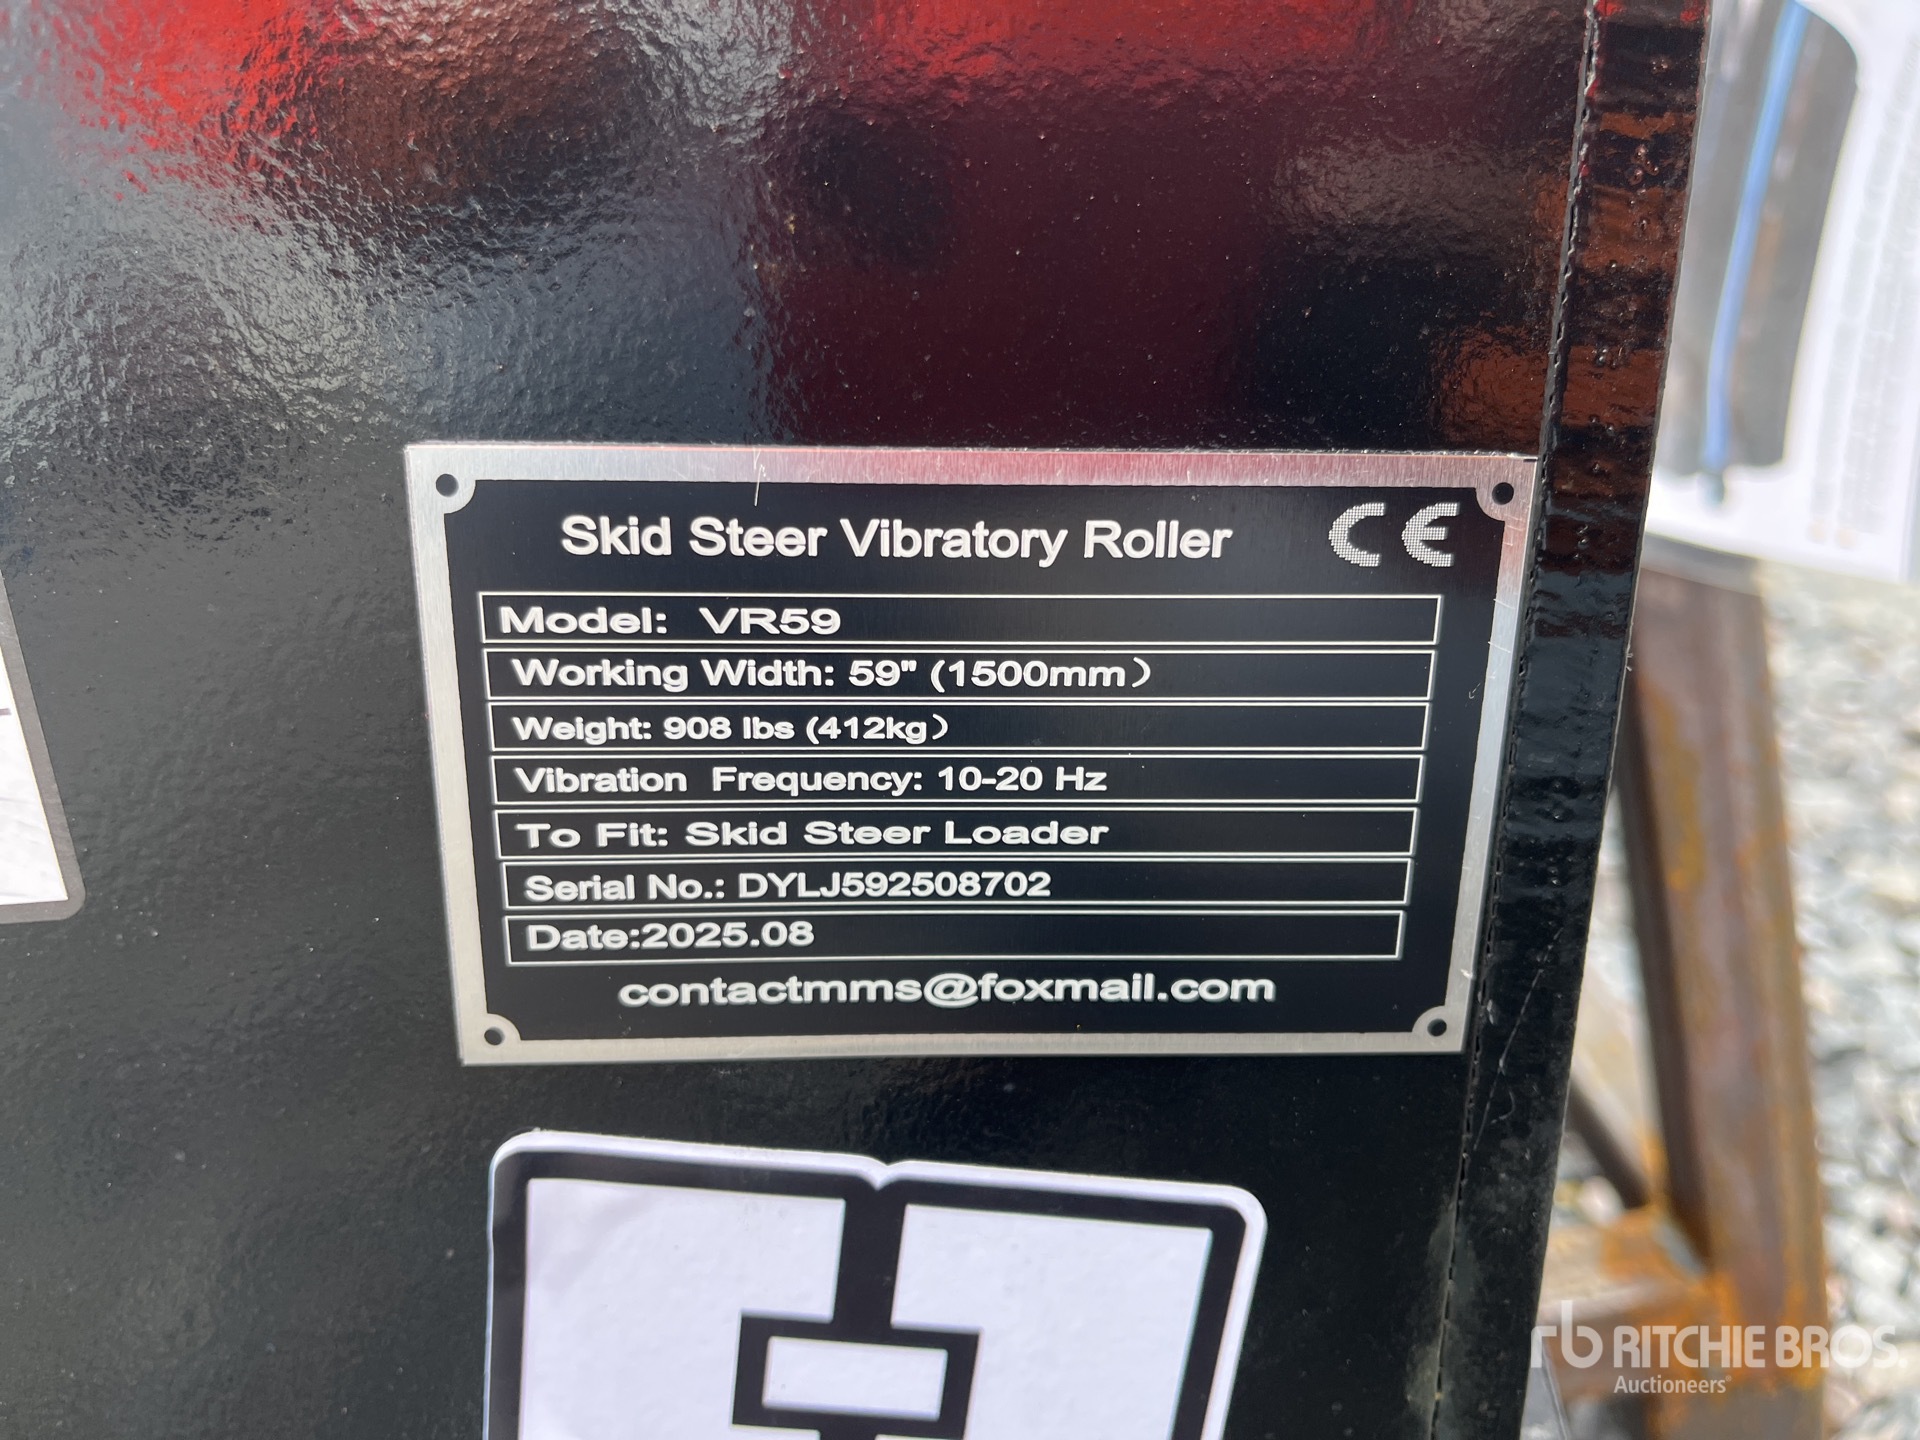 Skid Steer Vibratory Roller CE
Model: VR59
Working Width: 59" (1500mm）
Weight: 908 lbs (412kg）
Vibration Frequency: 10-20 Hz
To Fit: Skid Steer Loader
Serial No.: DYLJ592508702
Date:2025.08
contactmms@foxmail.com
rb RITCHIE BROS.
Auctioneers